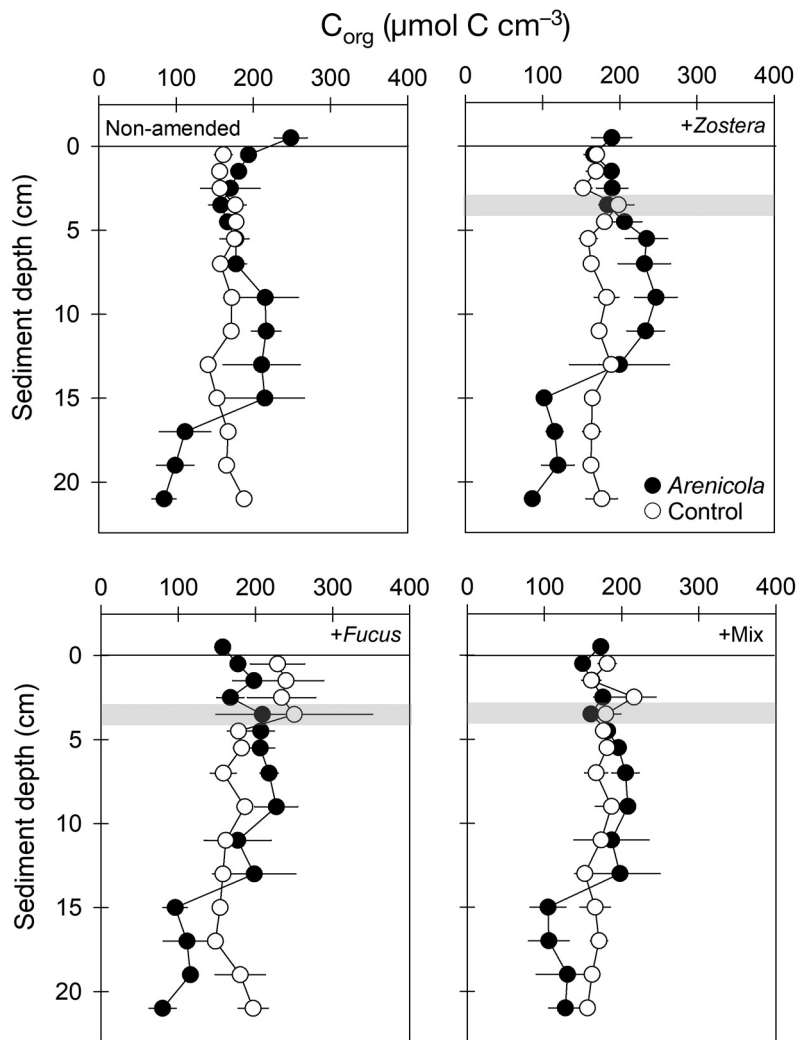 C_org (µmol C cm⁻³)
0 100 200 300 400
0 100 200 300 400
Non-amended
+Zostera
Sediment depth (cm)
0
5
10
15
20
Arenicola
Control
0 100 200 300 400
0 100 200 300 400
+Fucus
+Mix
Sediment depth (cm)
0
5
10
15
20